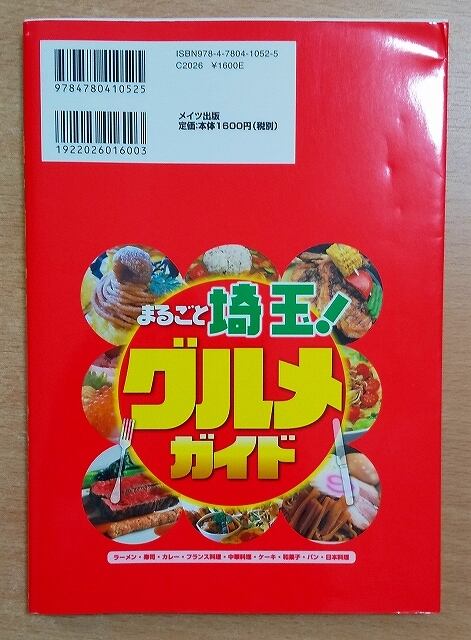 ISBN978-4-7804-1052-5
C2026 ¥1600E
9784780410525
メイツ出版
定価:本体1600円(税別)
1922026016003
まるごと埼玉!
グルメ
ガイド
ラーメン・寿司・カレー・フランス料理・中華料理・ケーキ・和菓子・パン・日本料理